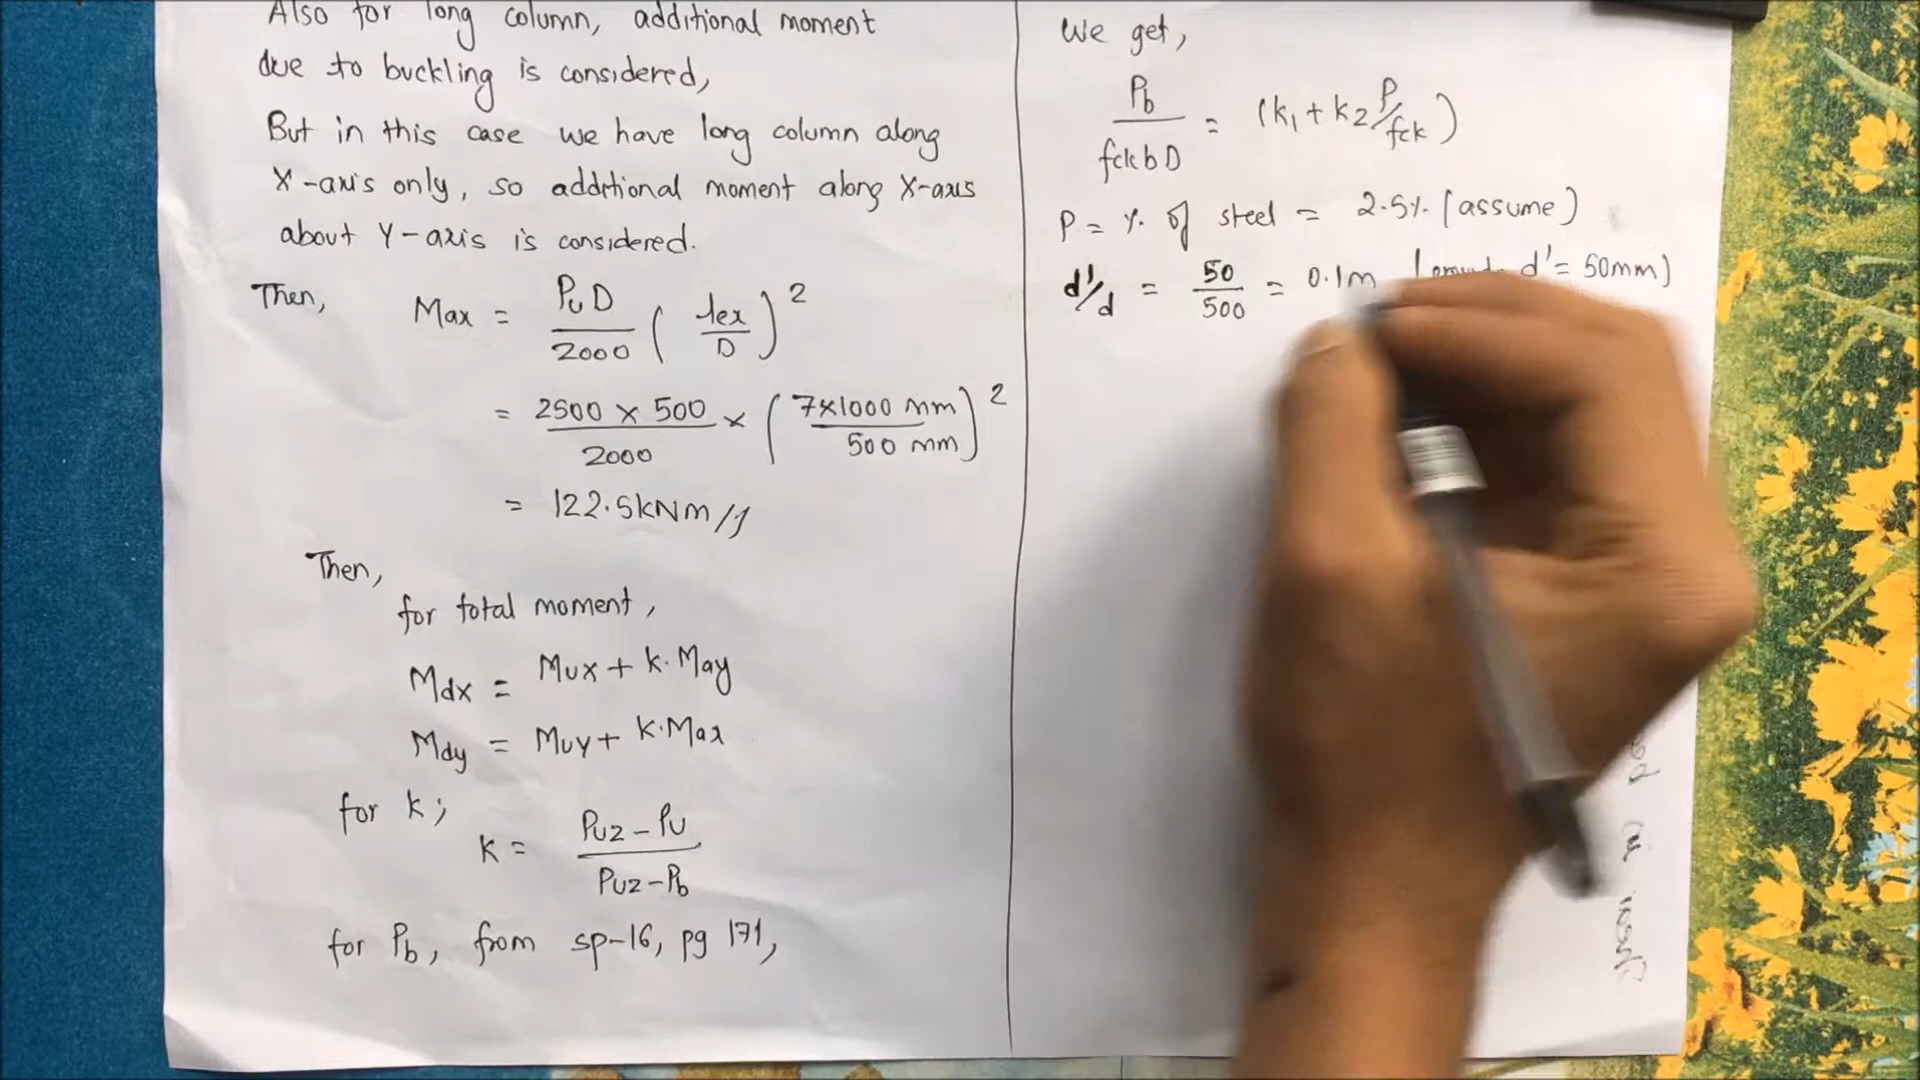 Also for long column, additional moment
due to buckling is considered,
But in this case we have long column along
X-axis only, so additional moment along X-axis
about Y-axis is considered.
Then, Max = PuD/2000 (lex/D)²
= 2500 × 500/2000 × (7×1000 mm/500 mm)²
= 122.5kNm//
Then,
for total moment,
Mdx = Mux + k.May
Mdy = Muy + k.Max
for k;
k = Puz - Pu/Puz - Pb
for Pb, from sp-16, pg 171,
We get,
Pb/fck b D = (k1 + k2 P/fck)
P = % of steel = 2.5% (assume)
d'/d = 50/500 = 0.1m d' = 50mm)